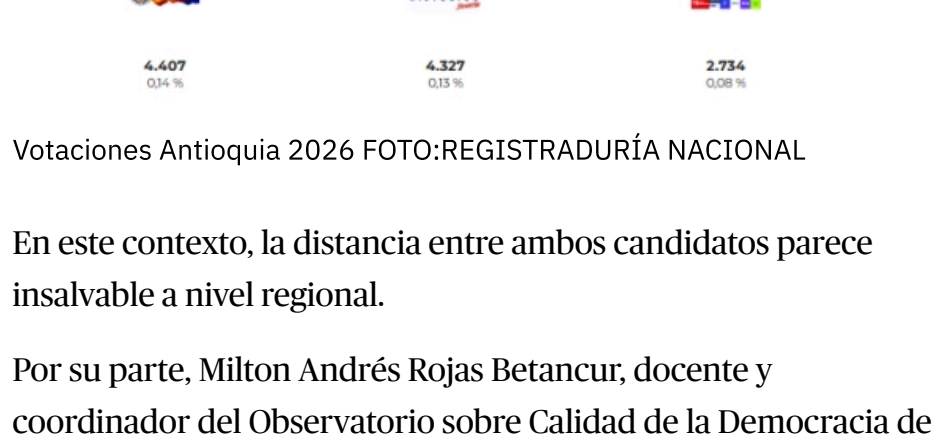 4.407 4.327 2.734
0,14 % 0,13 % 0,08 %
Votaciones Antioquia 2026 FOTO:REGISTRADURÍA NACIONAL
En este contexto, la distancia entre ambos candidatos parece
insalvable a nivel regional.
Por su parte, Milton Andrés Rojas Betancur, docente y
coordinador del Observatorio sobre Calidad de la Democracia de